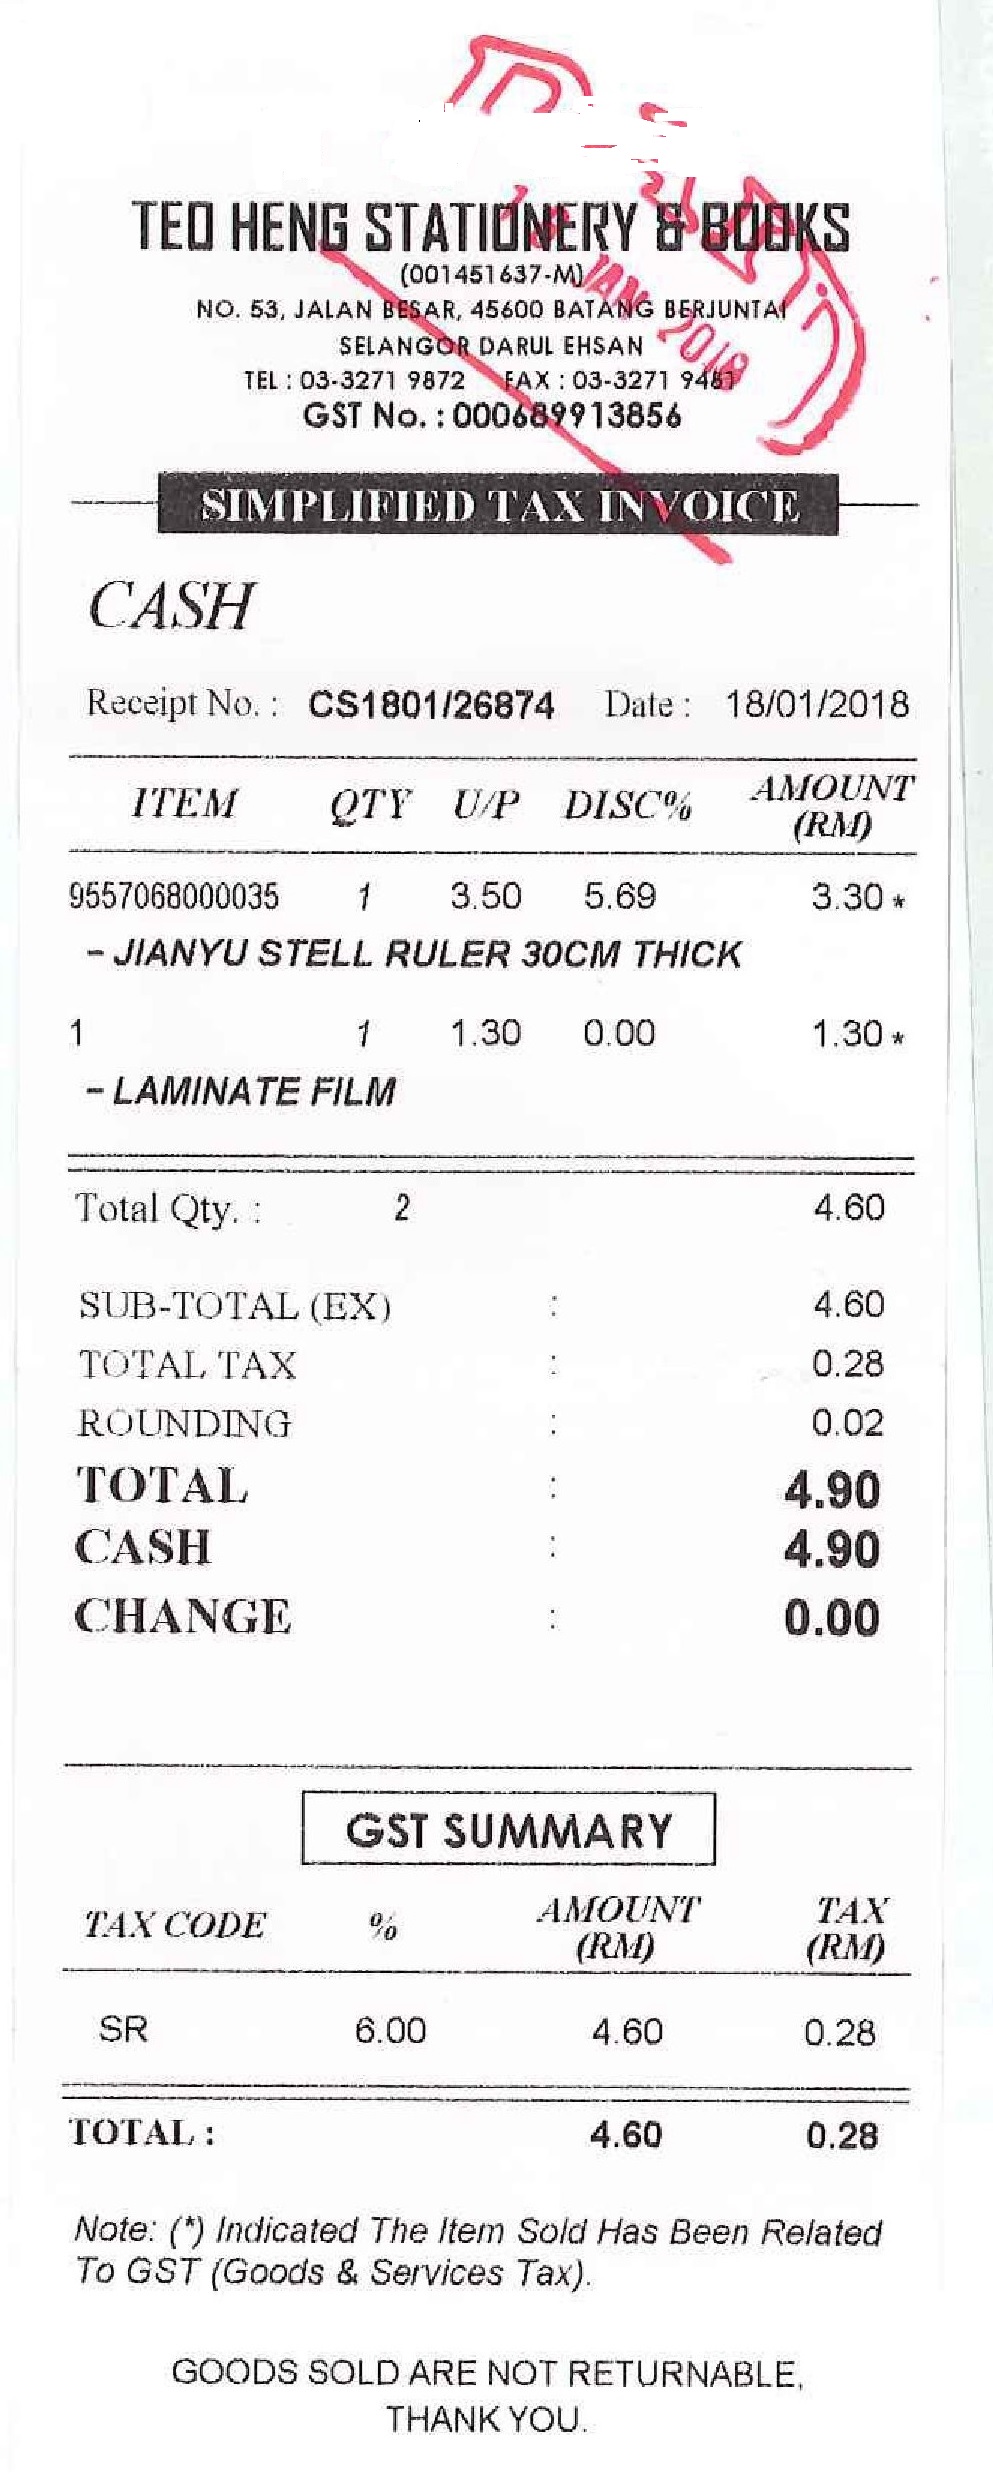 TEO HENG STATIONERY & BOOKS
(001451637-M)
NO. 53, JALAN BESAR, 45600 BATANG BERJUNTAI
SELANGOR DARUL EHSAN
TEL : 03-3271 9872 FAX : 03-3271 9481
GST No. : 000689913856
JAN 2018
SIMPLIFIED TAX INVOICE
CASH
Receipt No. : CS1801/26874 Date : 18/01/2018
ITEM QTY U/P DISC% AMOUNT (RM)
9557068000035 1 3.50 5.69 3.30 *
- JIANYU STELL RULER 30CM THICK
1 1 1.30 0.00 1.30 *
- LAMINATE FILM
Total Qty. : 2 4.60
SUB-TOTAL (EX) : 4.60
TOTAL TAX : 0.28
ROUNDING : 0.02
TOTAL : 4.90
CASH : 4.90
CHANGE : 0.00
GST SUMMARY
TAX CODE % AMOUNT (RM) TAX (RM)
SR 6.00 4.60 0.28
TOTAL : 4.60 0.28
Note: (*) Indicated The Item Sold Has Been Related
To GST (Goods & Services Tax).
GOODS SOLD ARE NOT RETURNABLE,
THANK YOU.